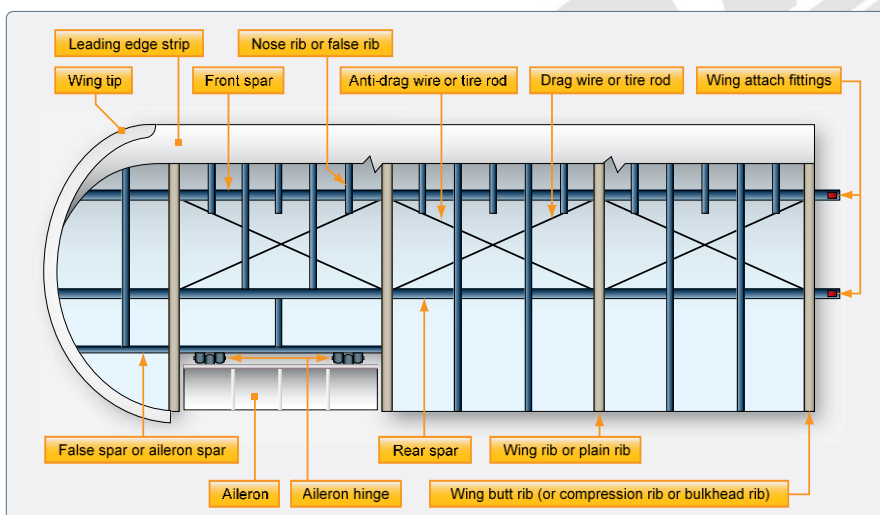 Leading edge strip
Nose rib or false rib
Wing tip
Front spar
Anti-drag wire or tire rod
Drag wire or tire rod
Wing attach fittings
False spar or aileron spar
Rear spar
Wing rib or plain rib
Aileron
Aileron hinge
Wing butt rib (or compression rib or bulkhead rib)